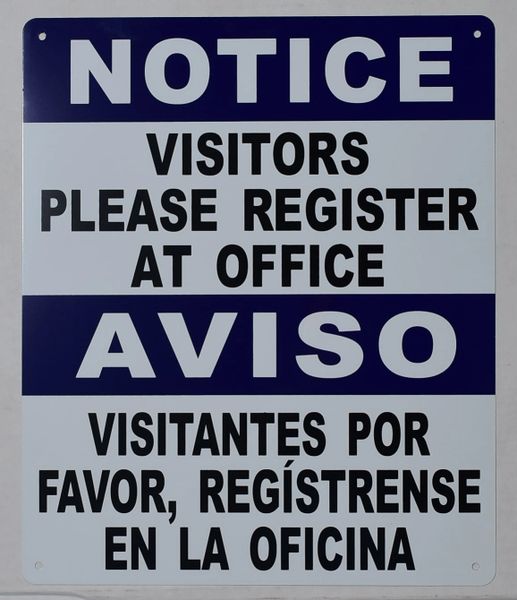 NOTICE
VISITORS
PLEASE REGISTER
AT OFFICE
AVISO
VISITANTES POR
FAVOR, REGÍSTRENSE
EN LA OFICINA